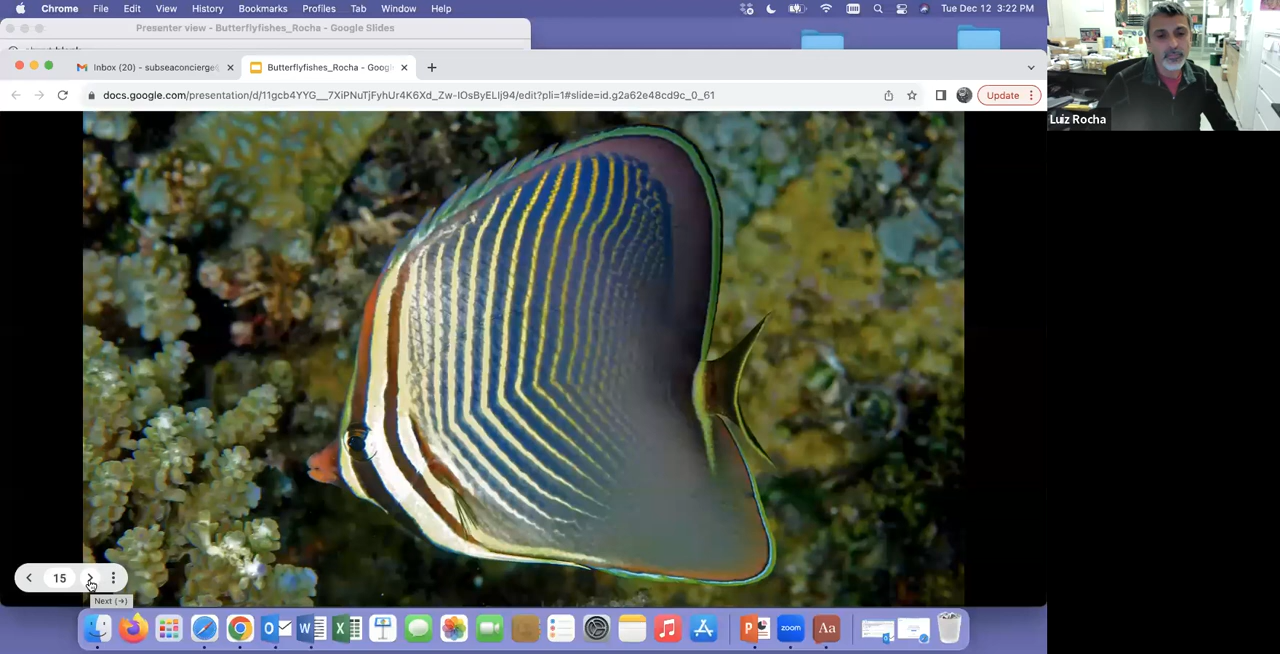 Chrome File Edit View History Bookmarks Profiles Tab Window Help Tue Dec 12 3:22 PM
Presenter view - Butterflyfishes_Rocha - Google Slides
Inbox (20) - subseaconcierge
Butterflyfishes_Rocha - Goog
docs.google.com/presentation/d/11gcb4YYG__7XiPNuTjFyhUr4K6Xd_Zw-IOsByELIj94/edit?pli=1#slide=id.g2a62e48cd9c_0_61
Update
Luiz Rocha
15
Next (→)
zoom
Aa